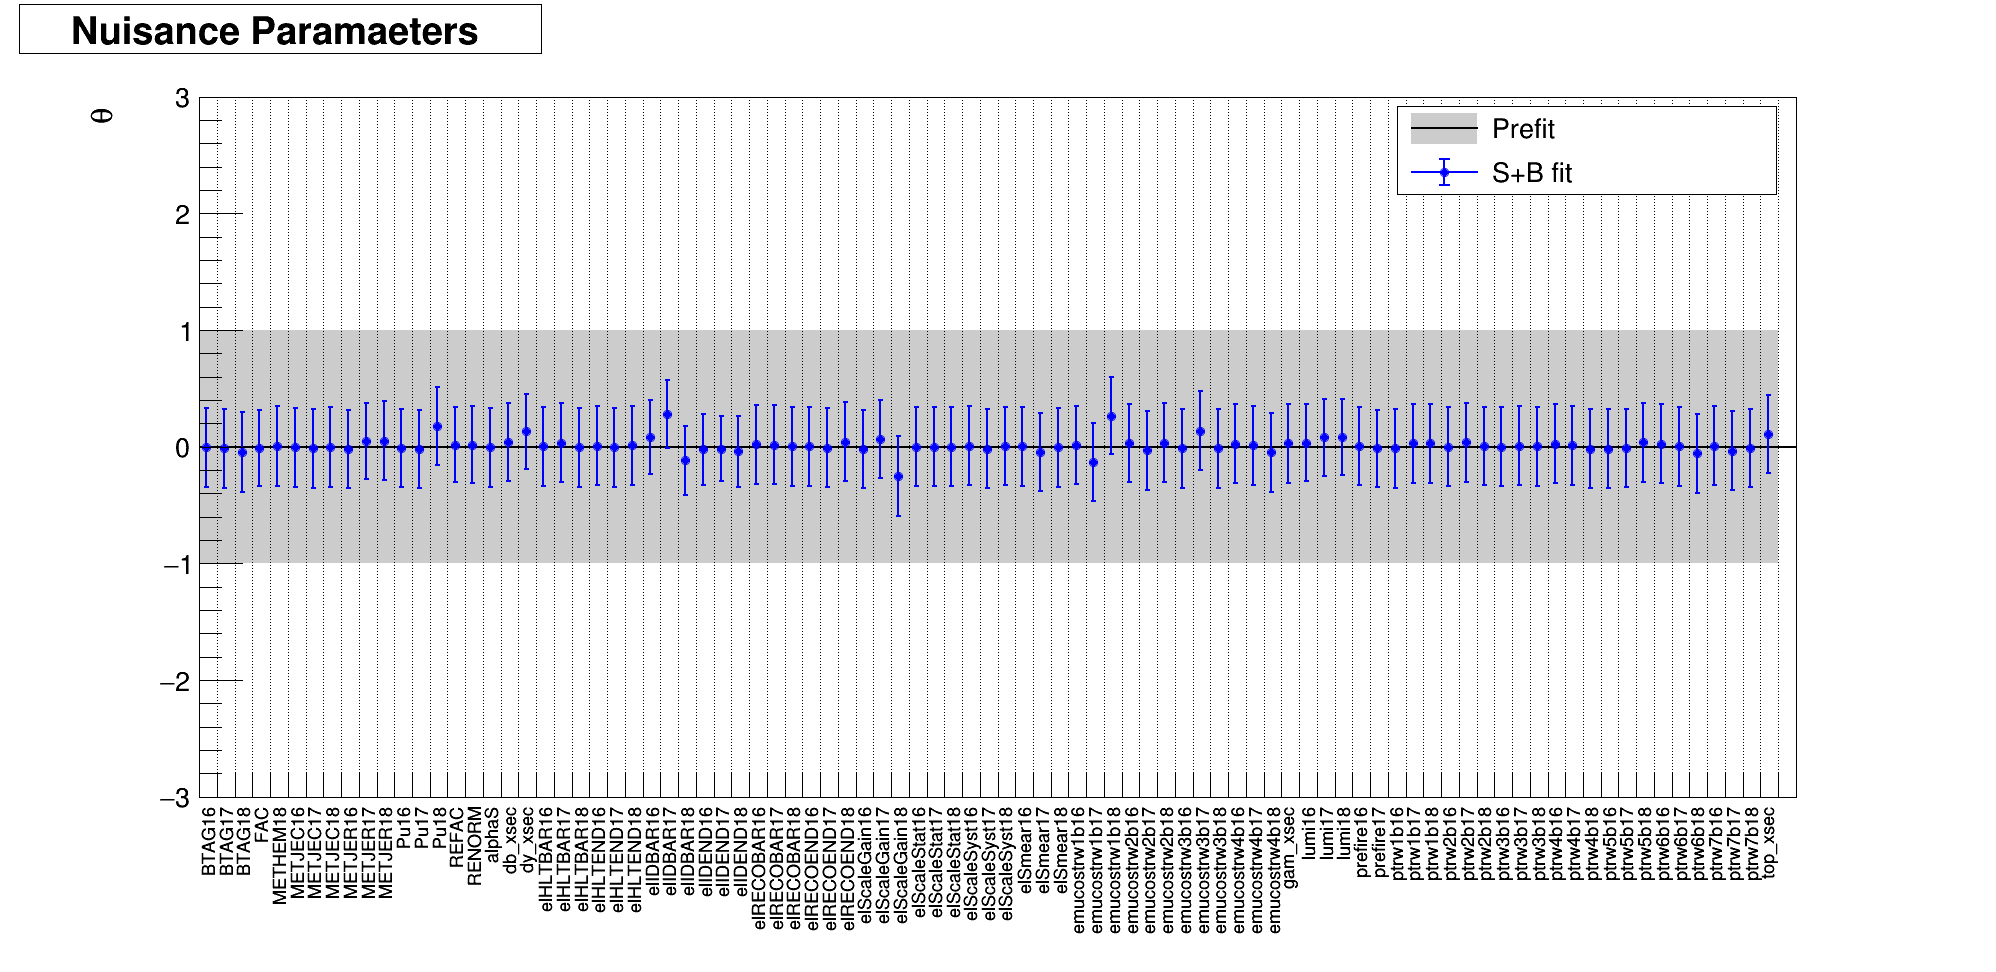 Nuisance Paramaeters
θ
3
2
1
0
−1
−2
−3
Prefit
S+B fit
BTAG16
BTAG17
BTAG18
FAC
METHEM18
METJEC16
METJEC17
METJEC18
METJER16
METJER17
METJER18
Pu16
Pu17
Pu18
REFAC
RENORM
alphaS
db_xsec
dy_xsec
elHLTBAR16
elHLTBAR17
elHLTBAR18
elHLTEND16
elHLTEND17
elHLTEND18
elIDBAR16
elIDBAR17
elIDBAR18
elIDEND16
elIDEND17
elIDEND18
elRECOBAR16
elRECOBAR17
elRECOBAR18
elRECOEND16
elRECOEND17
elRECOEND18
elScaleGain16
elScaleGain17
elScaleGain18
elScaleStat16
elScaleStat17
elScaleStat18
elScaleSyst16
elScaleSyst17
elScaleSyst18
elSmear16
elSmear17
elSmear18
emucostrw1b16
emucostrw1b17
emucostrw1b18
emucostrw2b16
emucostrw2b17
emucostrw2b18
emucostrw3b16
emucostrw3b17
emucostrw3b18
emucostrw4b16
emucostrw4b17
emucostrw4b18
gam_xsec
lumi16
lumi17
lumi18
prefire16
prefire17
ptrw1b16
ptrw1b17
ptrw1b18
ptrw2b16
ptrw2b17
ptrw2b18
ptrw3b16
ptrw3b17
ptrw3b18
ptrw4b16
ptrw4b17
ptrw4b18
ptrw5b16
ptrw5b17
ptrw5b18
ptrw6b16
ptrw6b17
ptrw6b18
ptrw7b16
ptrw7b17
ptrw7b18
top_xsec